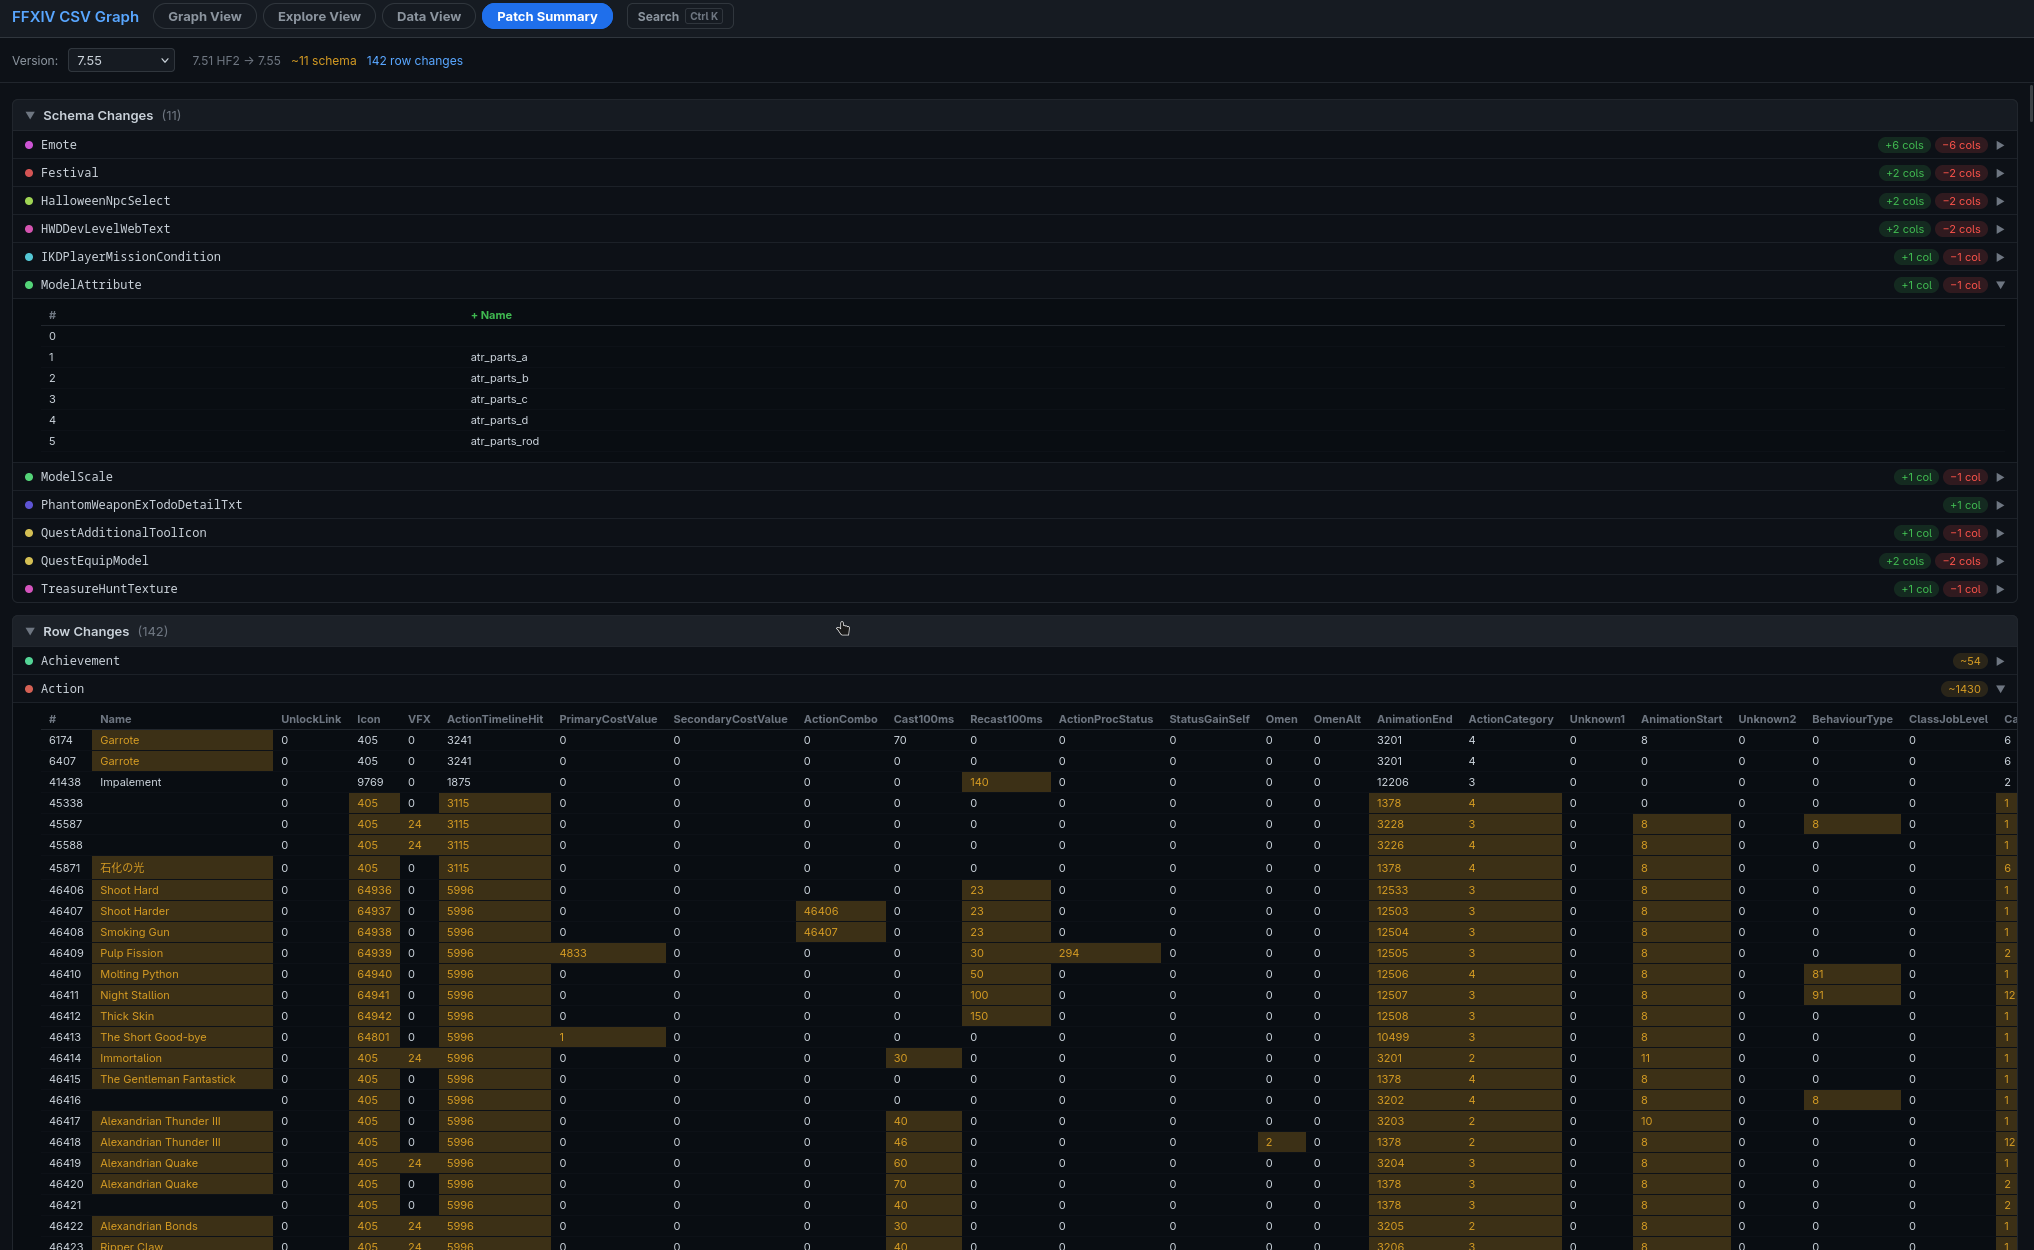 FFXIV CSV Graph Graph View Explore View Data View Patch Summary Search Ctrl K
Version: 7.55 7.51 HF2 → 7.55 ~11 schema 142 row changes
▼ Schema Changes (11)
Emote +6 cols −6 cols ▶
Festival +2 cols −2 cols ▶
HalloweenNpcSelect +2 cols −2 cols ▶
HWDDevLevelWebText +2 cols −2 cols ▶
IKDPlayerMissionCondition +1 col −1 col ▶
ModelAttribute +1 col −1 col ▼
# + Name
0
1 atr_parts_a
2 atr_parts_b
3 atr_parts_c
4 atr_parts_d
5 atr_parts_rod
ModelScale +1 col −1 col ▶
PhantomWeaponExTodoDetailTxt +1 col ▶
QuestAdditionalToolIcon +1 col −1 col ▶
QuestEquipModel +2 cols −2 cols ▶
TreasureHuntTexture +1 col −1 col ▶
▼ Row Changes (142)
Achievement ~54 ▶
Action ~1430 ▼
# Name UnlockLink Icon VFX ActionTimelineHit PrimaryCostValue SecondaryCostValue ActionCombo Cast100ms Recast100ms ActionProcStatus StatusGainSelf Omen OmenAlt AnimationEnd ActionCategory Unknown1 AnimationStart Unknown2 BehaviourType ClassJobLevel Ca
6174 Garrote 0 405 0 3241 0 0 0 70 0 0 0 0 0 3201 4 0 8 0 0 0 6
6407 Garrote 0 405 0 3241 0 0 0 0 0 0 0 0 0 3201 4 0 0 0 0 0 6
41438 Impalement 0 9769 0 1875 0 0 0 0 140 0 0 0 0 12206 3 0 0 0 0 0 2
45338 0 405 0 3115 0 0 0 0 0 0 0 0 0 1378 4 0 0 0 0 0 1
45587 0 405 24 3115 0 0 0 0 0 0 0 0 0 3228 3 0 8 0 8 0 1
45588 0 405 24 3115 0 0 0 0 0 0 0 0 0 3226 4 0 8 0 0 0 1
45871 石化の光 0 405 0 3115 0 0 0 0 0 0 0 0 0 1378 4 0 8 0 0 0 6
46406 Shoot Hard 0 64936 0 5996 0 0 0 0 23 0 0 0 0 12533 3 0 8 0 0 0 1
46407 Shoot Harder 0 64937 0 5996 0 0 46406 0 23 0 0 0 0 12503 3 0 8 0 0 0 1
46408 Smoking Gun 0 64938 0 5996 0 0 46407 0 23 0 0 0 0 12504 3 0 8 0 0 0 1
46409 Pulp Fission 0 64939 0 5996 4833 0 0 0 30 294 0 0 0 12505 3 0 8 0 0 0 2
46410 Molting Python 0 64940 0 5996 0 0 0 0 50 0 0 0 0 12506 4 0 8 0 81 0 1
46411 Night Stallion 0 64941 0 5996 0 0 0 0 100 0 0 0 0 12507 3 0 8 0 91 0 12
46412 Thick Skin 0 64942 0 5996 0 0 0 0 150 0 0 0 0 12508 3 0 8 0 0 0 1
46413 The Short Good-bye 0 64801 0 5996 1 0 0 0 0 0 0 0 0 10499 3 0 8 0 0 0 1
46414 Immortalion 0 405 24 5996 0 0 0 30 0 0 0 0 0 3201 2 0 11 0 0 0 1
46415 The Gentleman Fantastick 0 405 0 5996 0 0 0 0 0 0 0 0 0 1378 4 0 8 0 0 0 1
46416 0 405 0 5996 0 0 0 0 0 0 0 0 0 3202 4 0 8 0 8 0 1
46417 Alexandrian Thunder III 0 405 0 5996 0 0 0 40 0 0 0 0 0 3203 2 0 10 0 0 0 1
46418 Alexandrian Thunder III 0 405 0 5996 0 0 0 46 0 0 0 2 0 1378 2 0 8 0 0 0 12
46419 Alexandrian Quake 0 405 24 5996 0 0 0 60 0 0 0 0 0 3204 3 0 8 0 0 0 1
46420 Alexandrian Quake 0 405 0 5996 0 0 0 70 0 0 0 0 0 1378 3 0 8 0 0 0 2
46421 0 405 0 5996 0 0 0 40 0 0 0 0 0 1378 3 0 8 0 0 0 2
46422 Alexandrian Bonds 0 405 24 5996 0 0 0 30 0 0 0 0 0 3205 2 0 8 0 0 0 1
46423 Ripper Claw 0 405 24 5996 0 0 0 40 0 0 0 0 0 3206 3 0 8 0 0 0 1